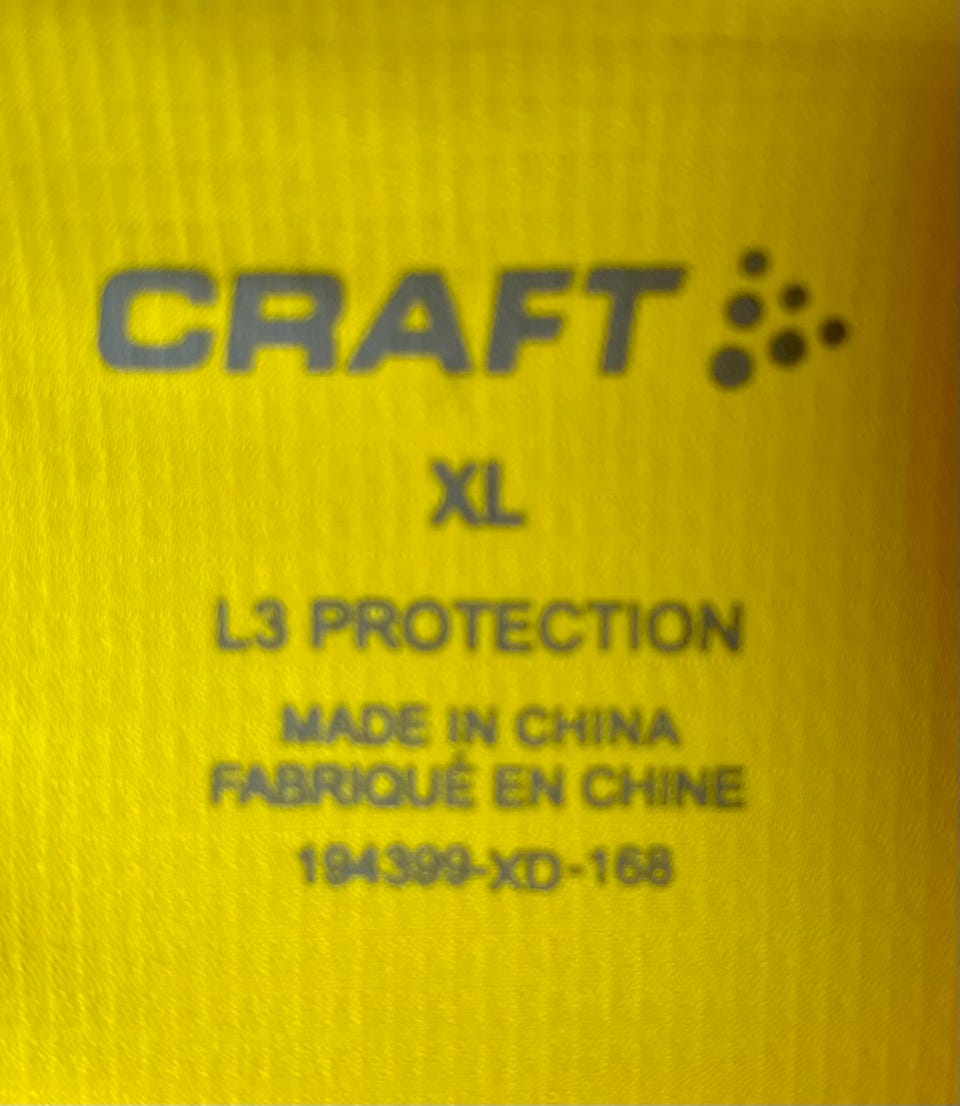 CRAFT
XL
L3 PROTECTION
MADE IN CHINA
FABRIQUÉ EN CHINE
194399-XD-168